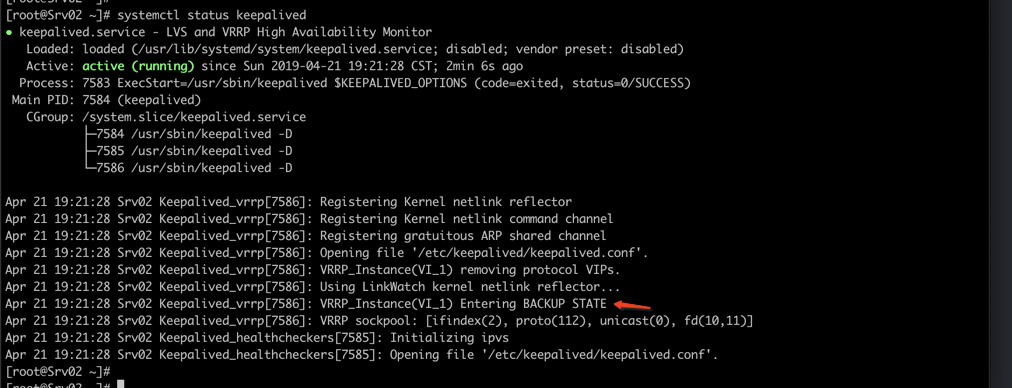 [root@Srv02 ~]#
[root@Srv02 ~]# systemctl status keepalived
● keepalived.service - LVS and VRRP High Availability Monitor
   Loaded: loaded (/usr/lib/systemd/system/keepalived.service; disabled; vendor preset: disabled)
   Active: active (running) since Sun 2019-04-21 19:21:28 CST; 2min 6s ago
  Process: 7583 ExecStart=/usr/sbin/keepalived $KEEPALIVED_OPTIONS (code=exited, status=0/SUCCESS)
 Main PID: 7584 (keepalived)
   CGroup: /system.slice/keepalived.service
           ├─7584 /usr/sbin/keepalived -D
           ├─7585 /usr/sbin/keepalived -D
           └─7586 /usr/sbin/keepalived -D
Apr 21 19:21:28 Srv02 Keepalived_vrrp[7586]: Registering Kernel netlink reflector
Apr 21 19:21:28 Srv02 Keepalived_vrrp[7586]: Registering Kernel netlink command channel
Apr 21 19:21:28 Srv02 Keepalived_vrrp[7586]: Registering gratuitous ARP shared channel
Apr 21 19:21:28 Srv02 Keepalived_vrrp[7586]: Opening file '/etc/keepalived/keepalived.conf'.
Apr 21 19:21:28 Srv02 Keepalived_vrrp[7586]: VRRP_Instance(VI_1) removing protocol VIPs.
Apr 21 19:21:28 Srv02 Keepalived_vrrp[7586]: Using LinkWatch kernel netlink reflector...
Apr 21 19:21:28 Srv02 Keepalived_vrrp[7586]: VRRP_Instance(VI_1) Entering BACKUP STATE
Apr 21 19:21:28 Srv02 Keepalived_vrrp[7586]: VRRP sockpool: [ifindex(2), proto(112), unicast(0), fd(10,11)]
Apr 21 19:21:28 Srv02 Keepalived_healthcheckers[7585]: Initializing ipvs
Apr 21 19:21:28 Srv02 Keepalived_healthcheckers[7585]: Opening file '/etc/keepalived/keepalived.conf'.
[root@Srv02 ~]#
[root@Srv02 ~]#